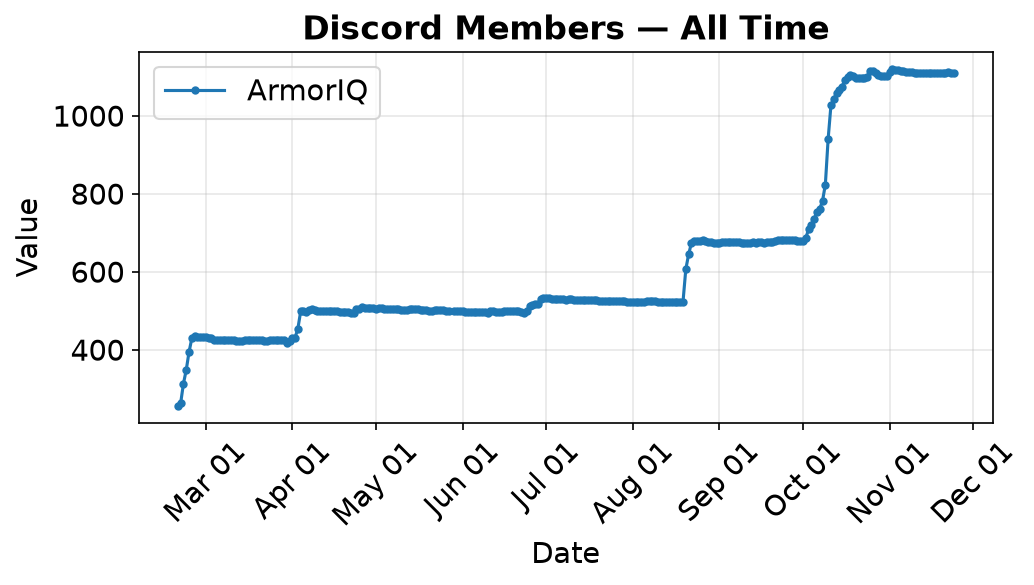 Discord Members — All Time
ArmorIQ
Value
1000
800
600
400
Mar 01
Apr 01
May 01
Jun 01
Jul 01
Aug 01
Sep 01
Oct 01
Nov 01
Dec 01
Date